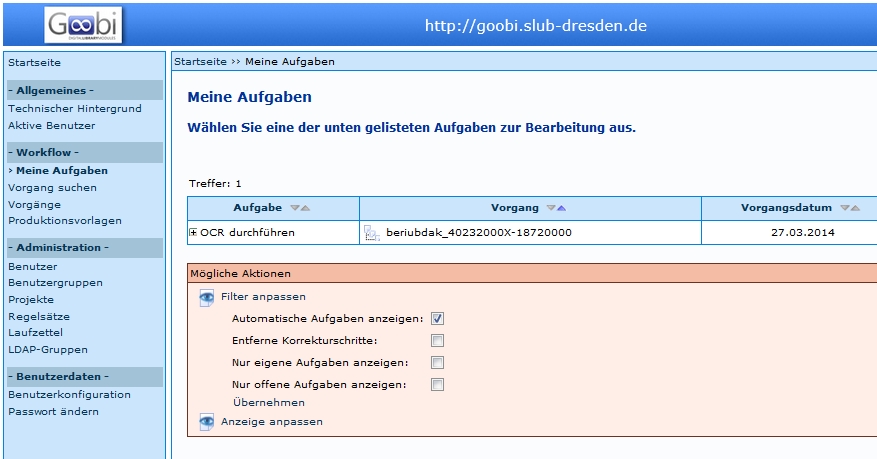 Goobi
DIGITAL LIBRARY MODULES
http://goobi.slub-dresden.de
Startseite
- Allgemeines -
Technischer Hintergrund
Aktive Benutzer
- Workflow -
› Meine Aufgaben
Vorgang suchen
Vorgänge
Produktionsvorlagen
- Administration -
Benutzer
Benutzergruppen
Projekte
Regelsätze
Laufzettel
LDAP-Gruppen
- Benutzerdaten -
Benutzerkonfiguration
Passwort ändern
Startseite ›› Meine Aufgaben
Meine Aufgaben
Wählen Sie eine der unten gelisteten Aufgaben zur Bearbeitung aus.
Treffer: 1
Aufgabe Vorgang Vorgangsdatum
OCR durchführen beriubdak_40232000X-18720000 27.03.2014
Mögliche Aktionen
Filter anpassen
Automatische Aufgaben anzeigen:
Entferne Korrekturschritte:
Nur eigene Aufgaben anzeigen:
Nur offene Aufgaben anzeigen:
Übernehmen
Anzeige anpassen